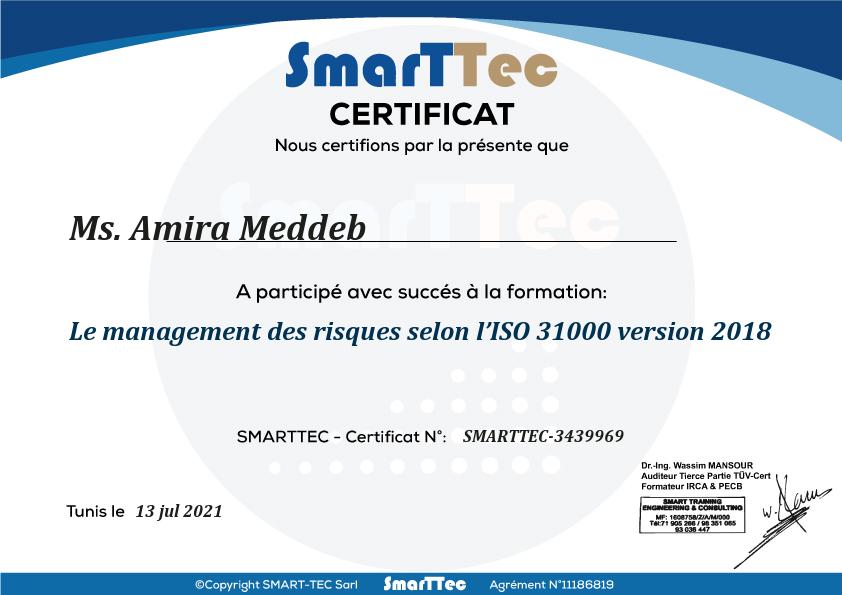 SmarTTec
CERTIFICAT
Nous certifions par la présente que
SmarTTec
Ms. Amira Meddeb
A participé avec succés à la formation:
Le management des risques selon l'ISO 31000 version 2018
SMARTTEC - Certificat N°: SMARTTEC-3439969
Dr.-Ing. Wassim MANSOUR
Auditeur Tierce Partie TÜV-Cert
Formateur IRCA & PECB
SMART TRAINING
ENGINEERING & CONSULTING
MF: 1608758/Z/A/M/000
Tél:71 905 266 / 98 351 065
93 036 447
Tunis le 13 jul 2021
©Copyright SMART-TEC Sarl SmarTTec Agrément N°11186819